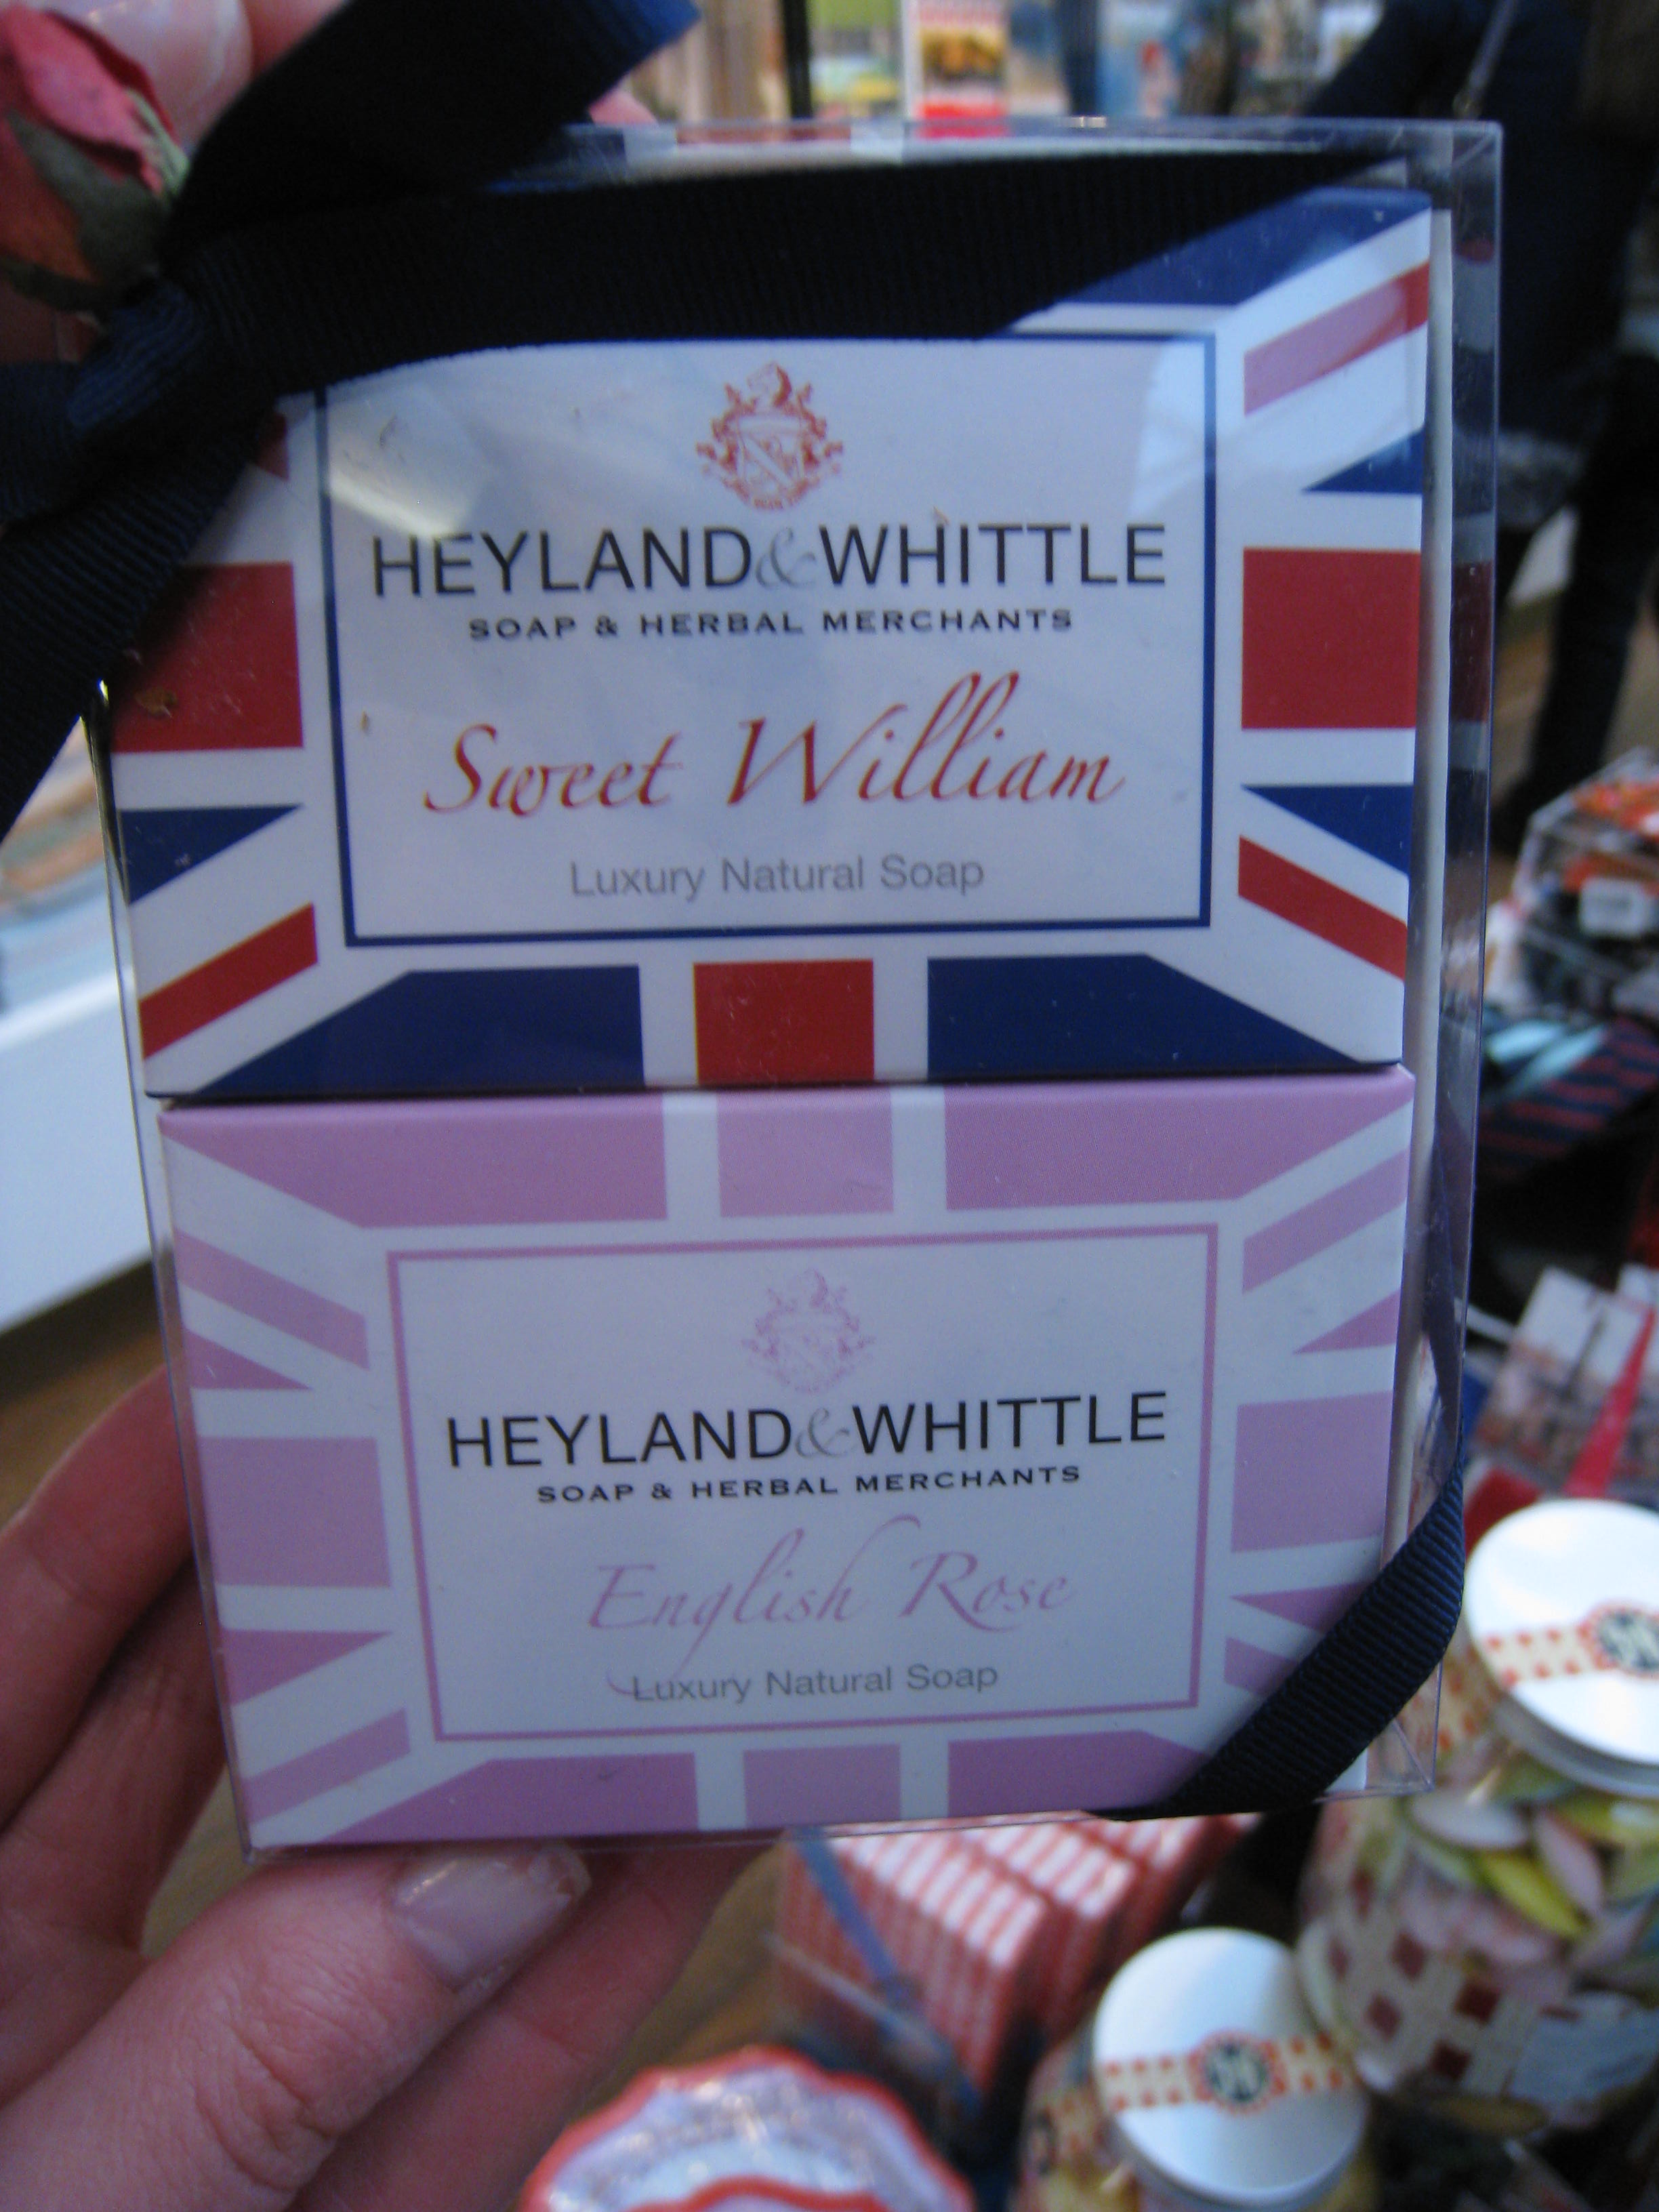 HEYLAND&WHITTLE
SOAP & HERBAL MERCHANTS
Sweet William
Luxury Natural Soap
HEYLAND&WHITTLE
SOAP & HERBAL MERCHANTS
English Rose
Luxury Natural Soap